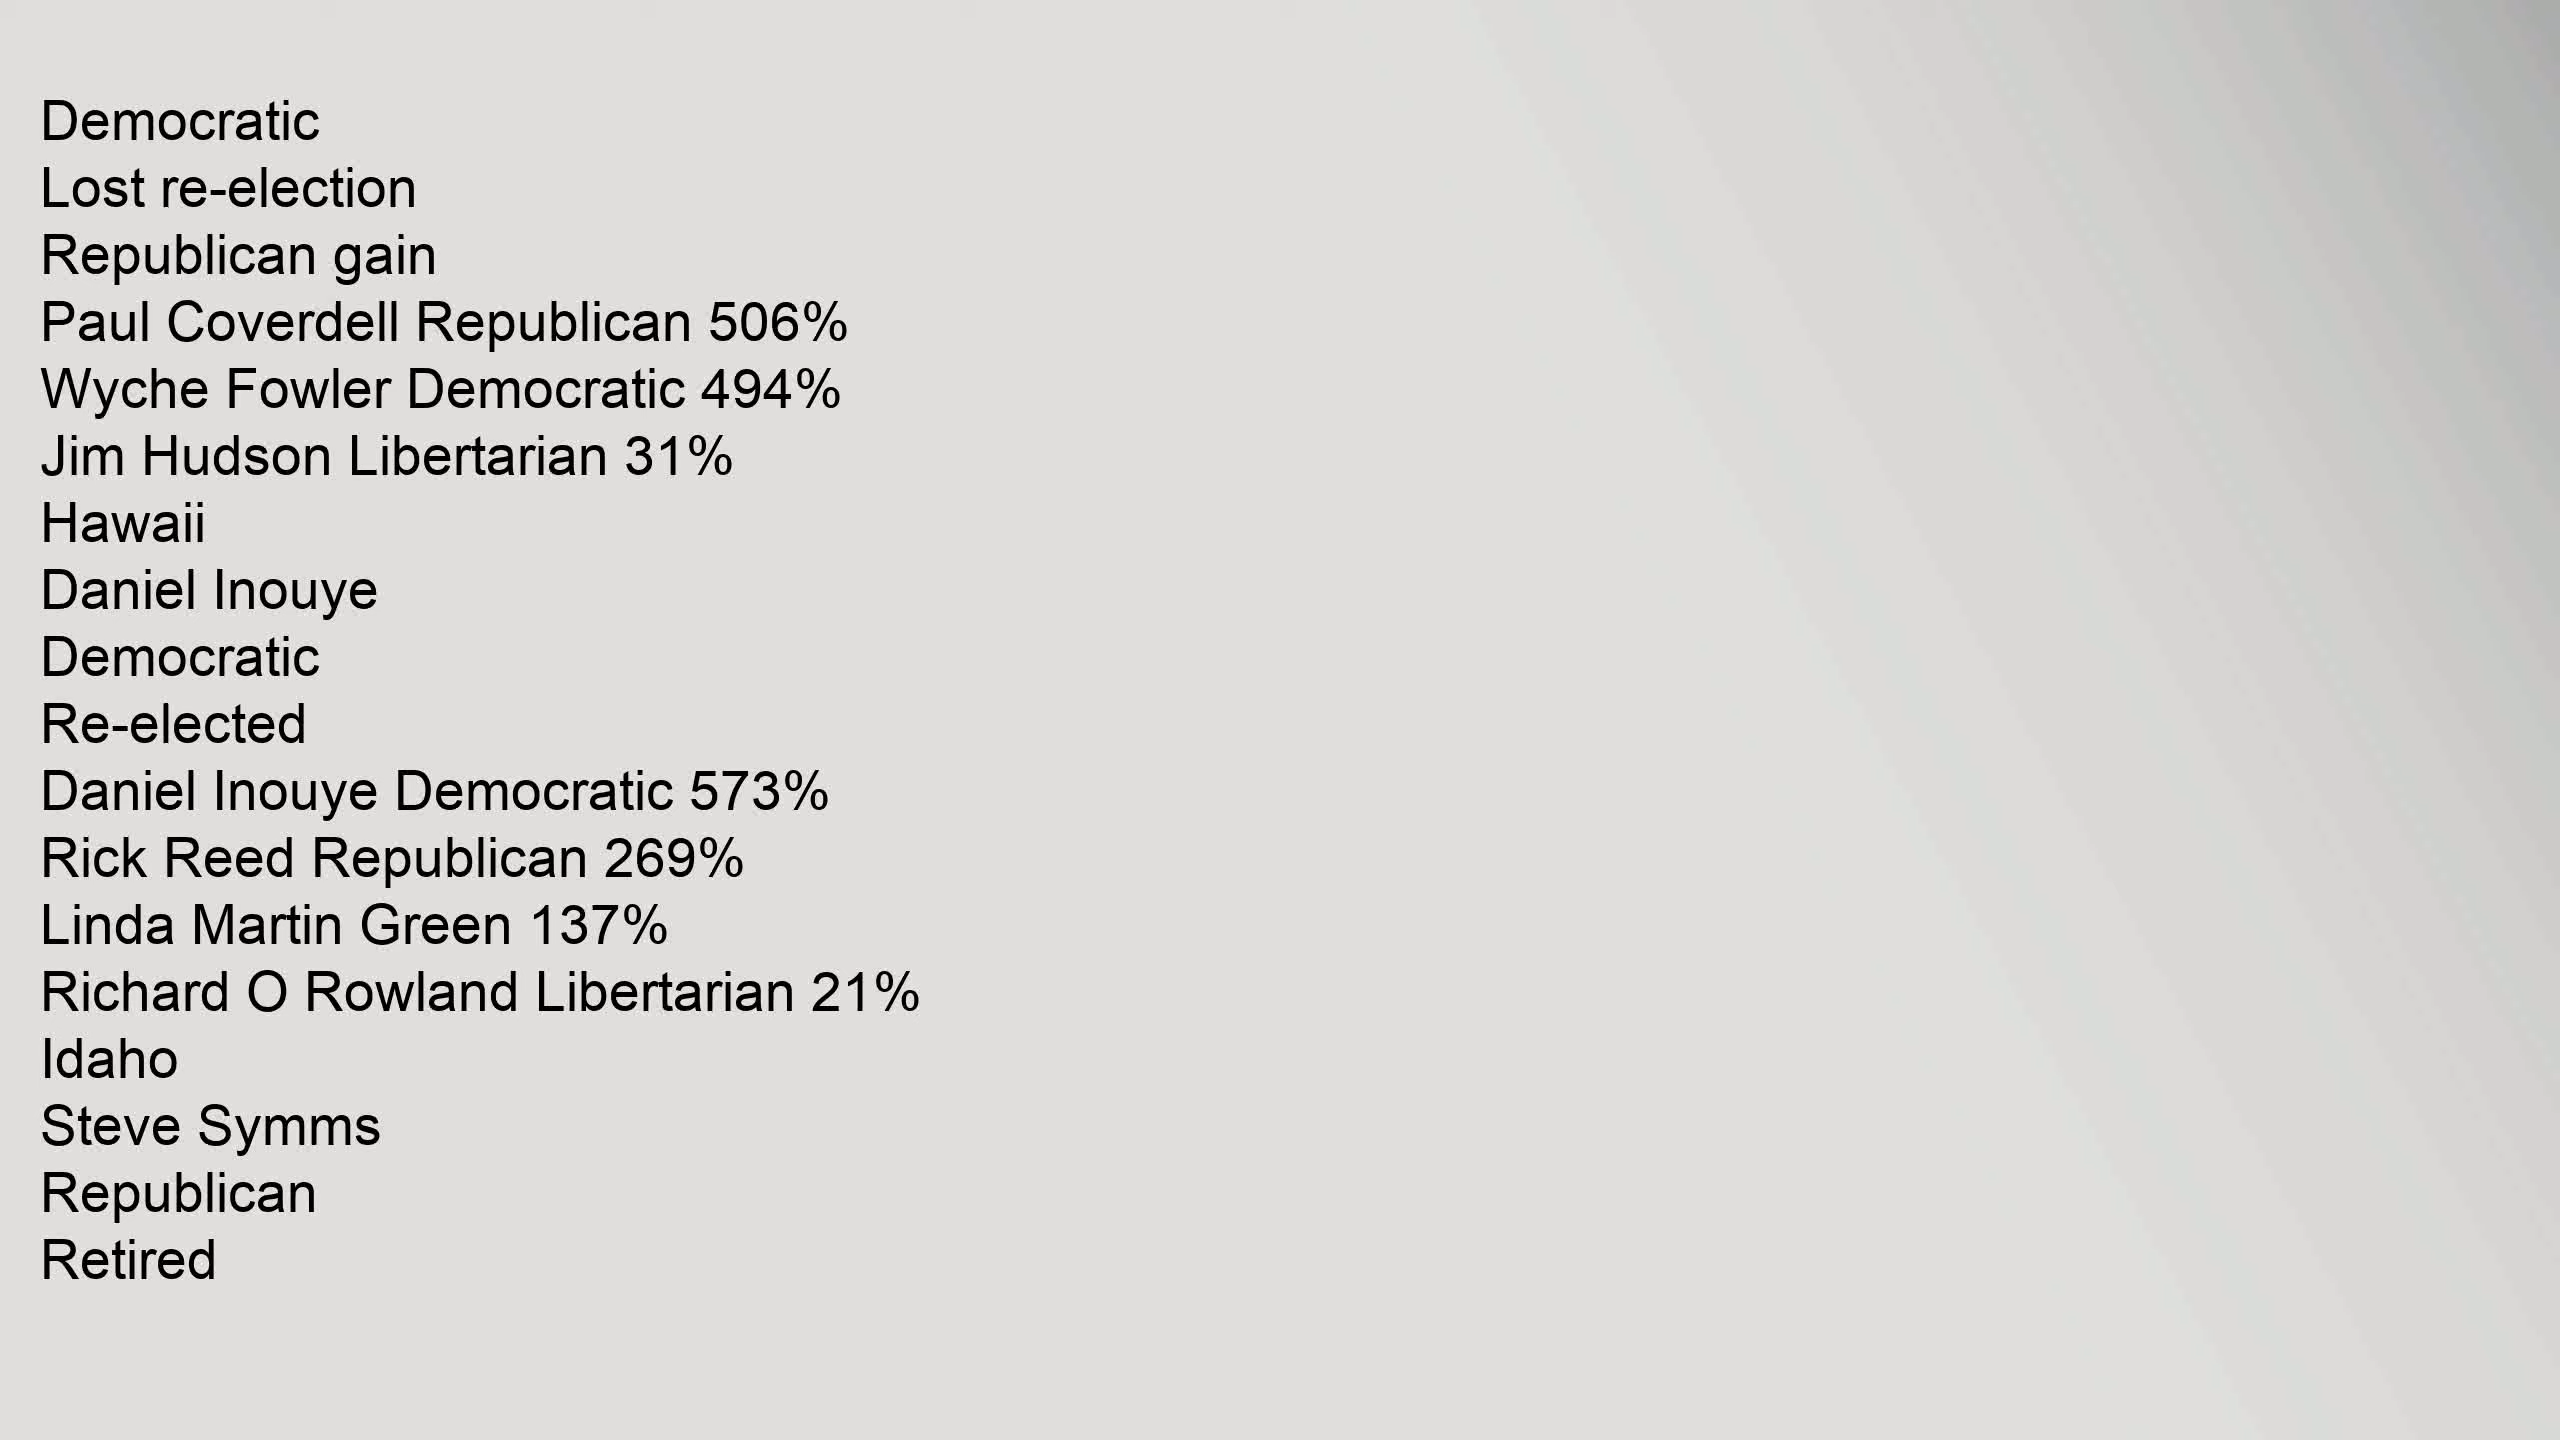 Democratic
Lost re-election
Republican gain
Paul Coverdell Republican 506%
Wyche Fowler Democratic 494%
Jim Hudson Libertarian 31%
Hawaii
Daniel Inouye
Democratic
Re-elected
Daniel Inouye Democratic 573%
Rick Reed Republican 269%
Linda Martin Green 137%
Richard O Rowland Libertarian 21%
Idaho
Steve Symms
Republican
Retired